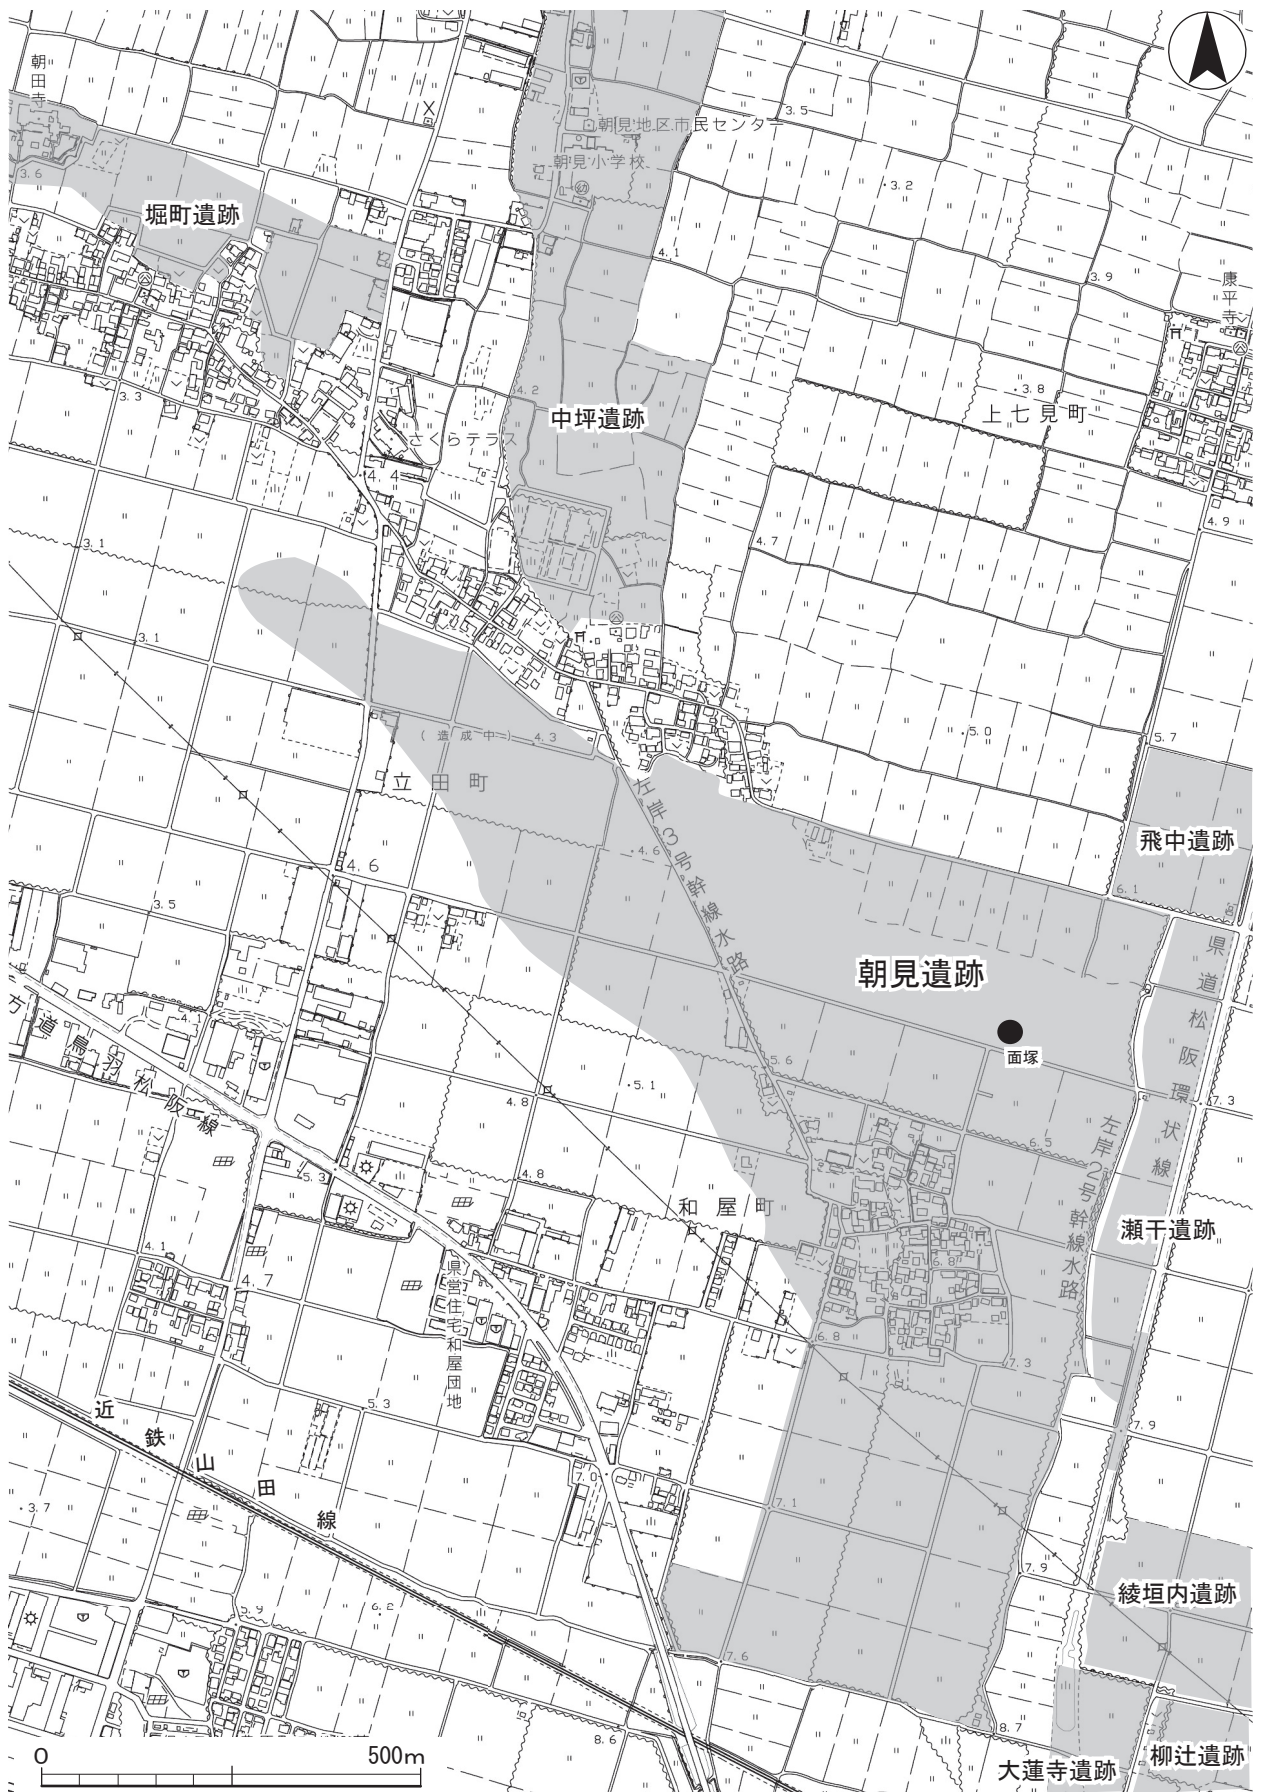 朝田寺
朝見地区市民センター
3.5
朝見小学校
3.6
3.2
堀町遺跡
4.1
3.9
康平寺
3.3
4.2
3.8
中坪遺跡
上七見町
さくらテラス
4.4
4.9
3.1
4.7
3.1
5.0
5.7
(造成中)
4.3
立田町
左岸3号幹線水路
4.6
飛中遺跡
4.6
6.1
3.5
朝見遺跡
県道松阪環状線
4.1
面塚
5.6
方道鳥羽松阪線
5.1
4.8
7.3
左岸2号幹線水路
6.5
5.3
4.8
和屋町
瀬干遺跡
4.1
4.7
6.8
県営住宅和屋団地
6.8
7.3
5.3
7.9
近鉄山田線
7.0
3.7
7.1
7.9
綾垣内遺跡
5.9
6.2
7.6
8.7
8.6
柳辻遺跡
大蓮寺遺跡
0
500m